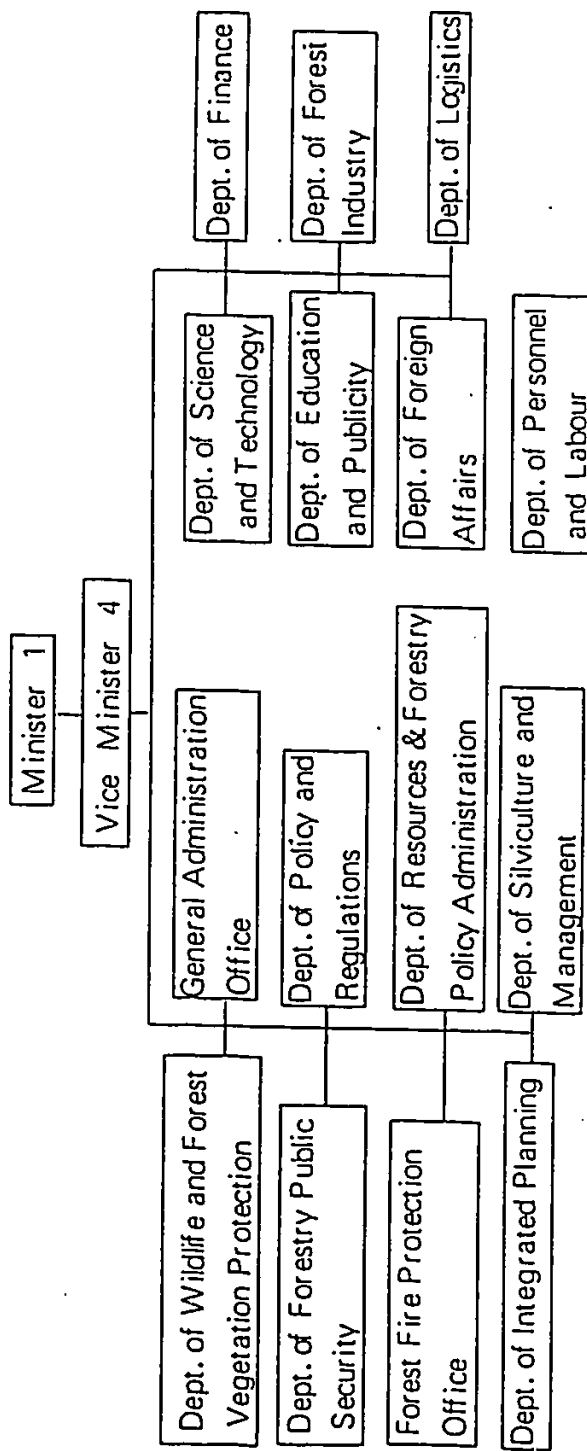 Minister 1
Vice Minister 4
Dept. of Wildlife and Forest
Vegetation Protection
General Administration
Office
Dept. of Science
and Technology
Dept. of Finance
Dept. of Forestry Public
Security
Dept. of Policy and
Regulations
Dept. of Education
and Publicity
Dept. of Forest
Industry
Forest Fire Protection
Office
Dept. of Resources & Forestry
Policy Administration
Dept. of Foreign
Affairs
Dept. of Logistics
Dept. of Integrated Planning
Dept. of Silviculture and
Management
Dept. of Personnel
and Labour